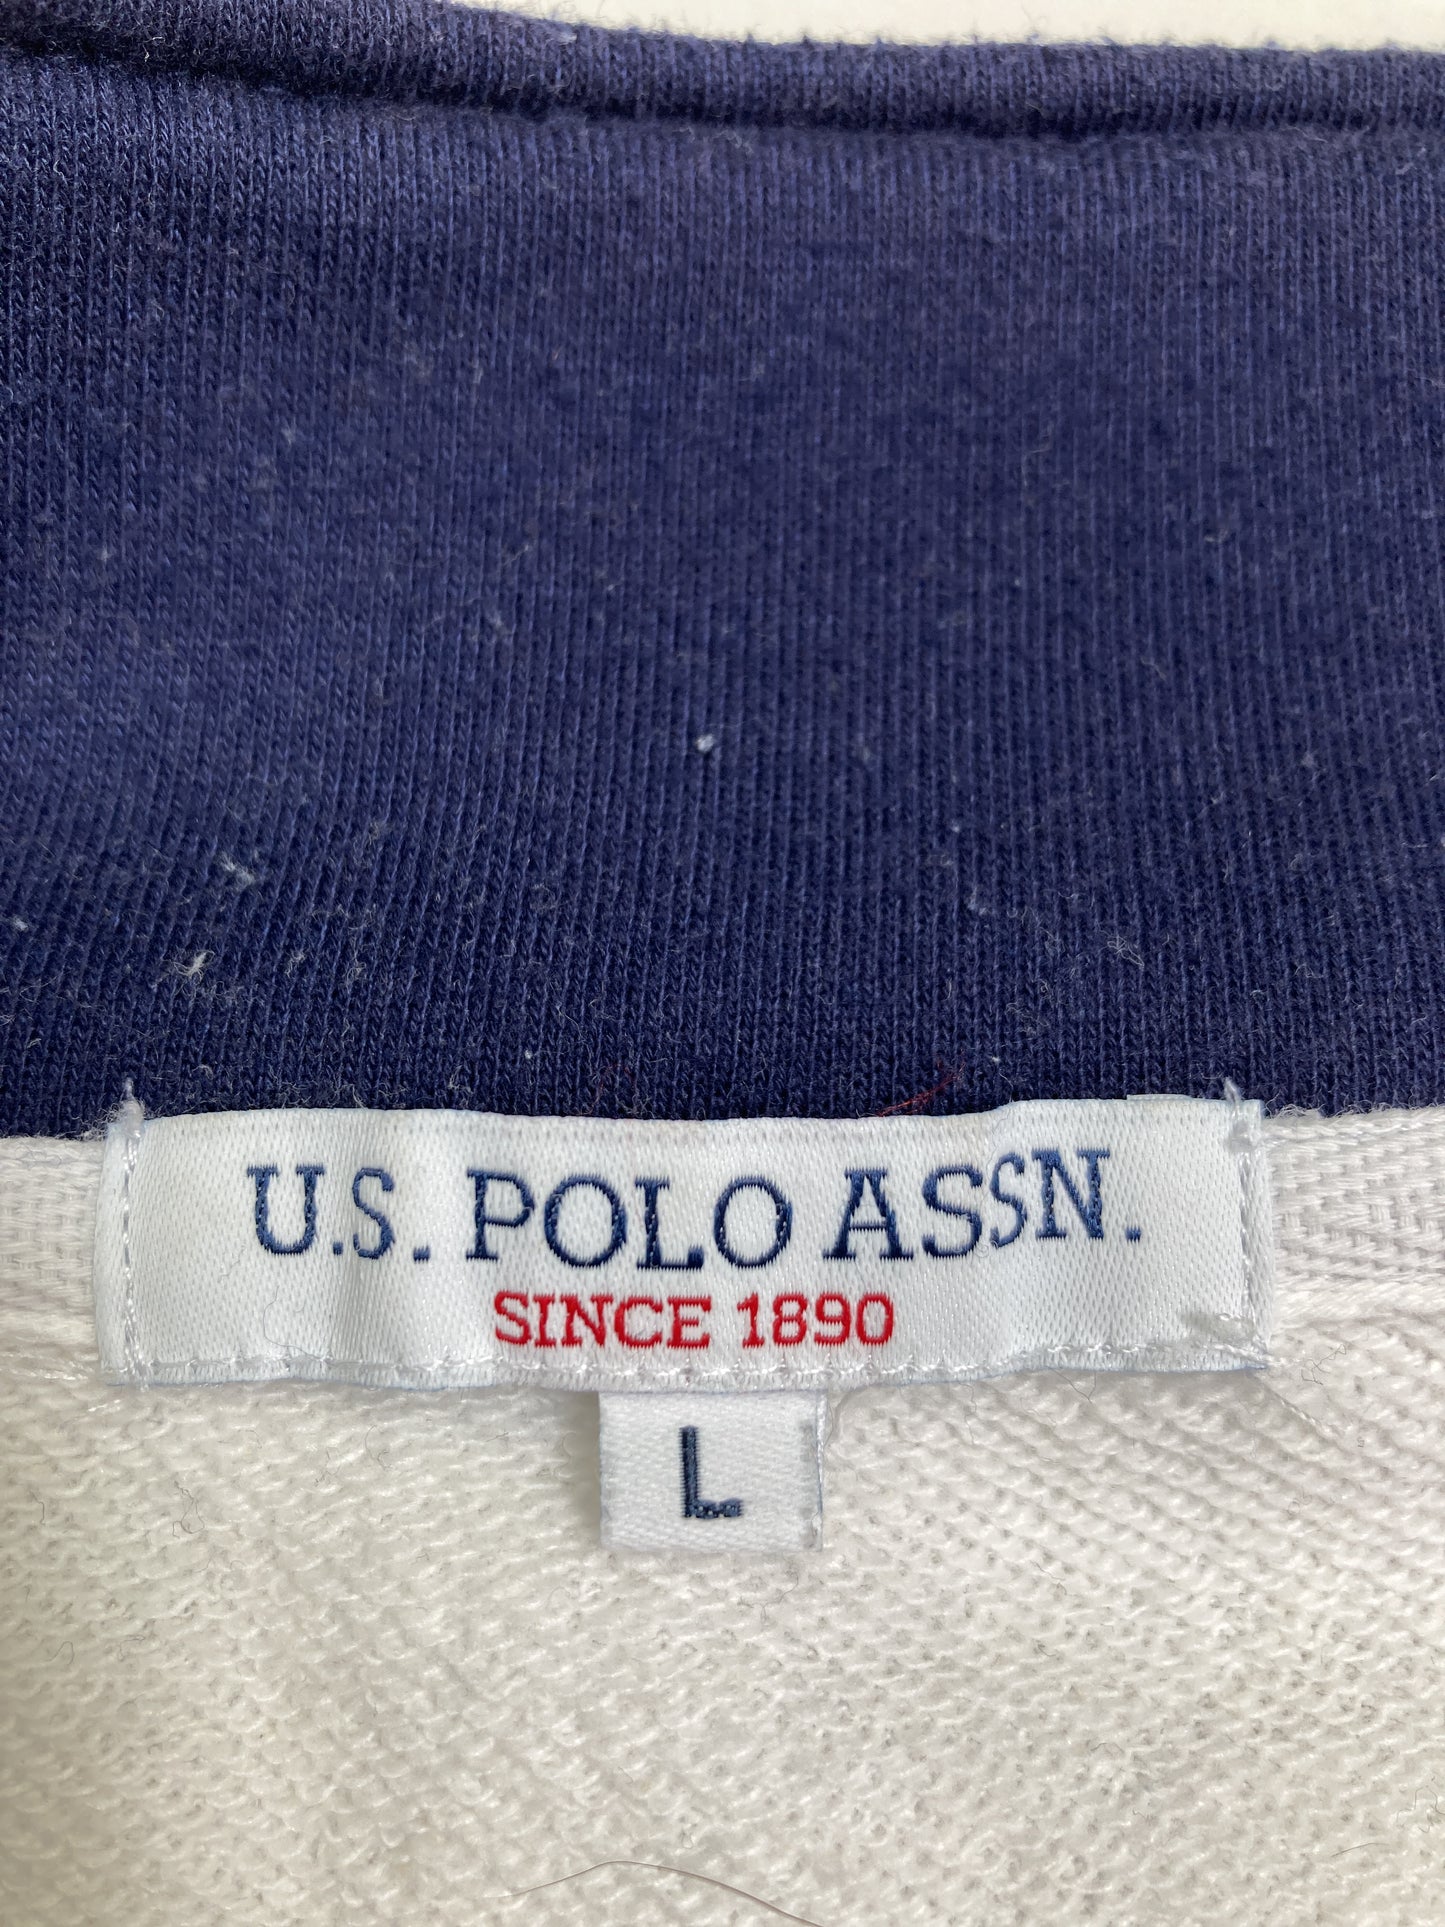 U.S. POLO ASSN.
SINCE 1890
L